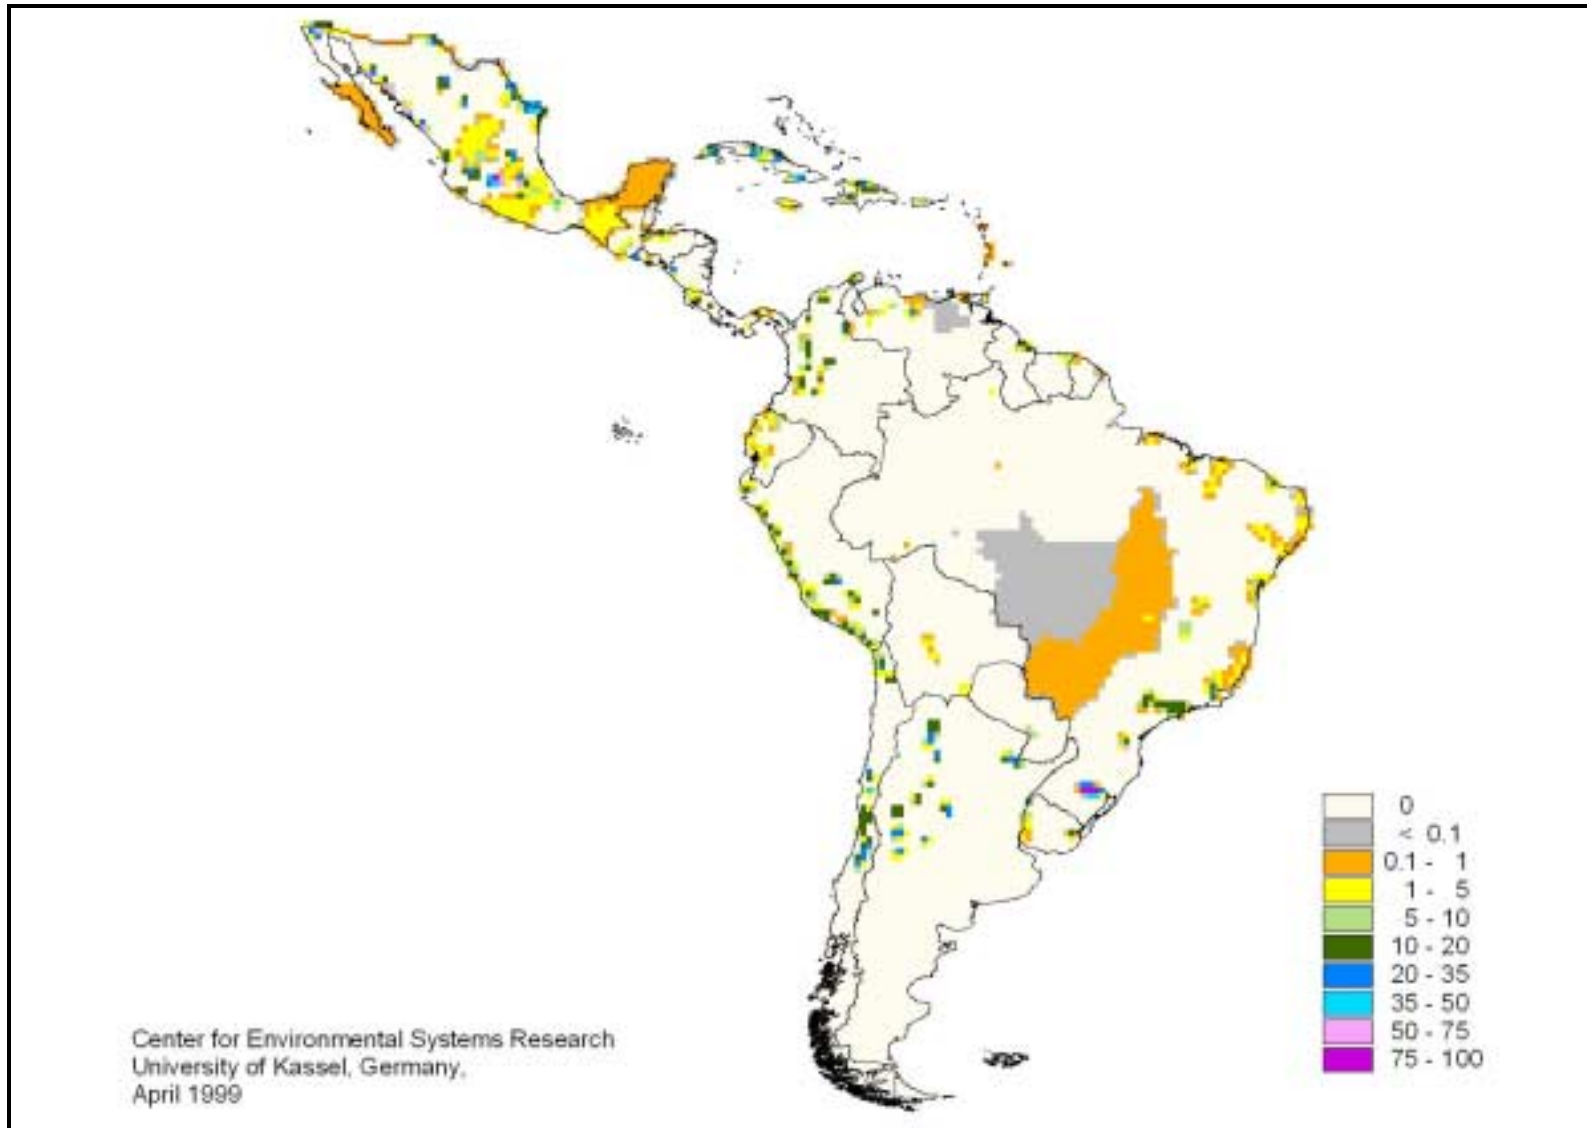 0
< 0.1
0.1 - 1
1 - 5
5 - 10
10 - 20
20 - 35
35 - 50
50 - 75
75 - 100
Center for Environmental Systems Research
University of Kassel, Germany,
April 1999